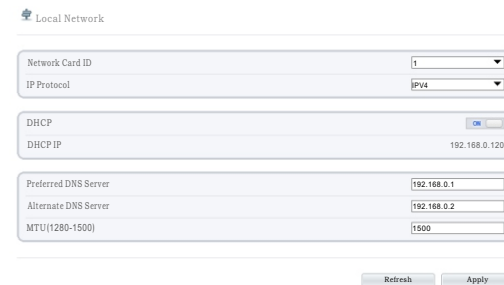 Local Network
Network Card ID 1
IP Protocol IPV4
DHCP ON
DHCP IP 192.168.0.120
Preferred DNS Server 192.168.0.1
Alternate DNS Server 192.168.0.2
MTU(1280-1500) 1500
Refresh Apply